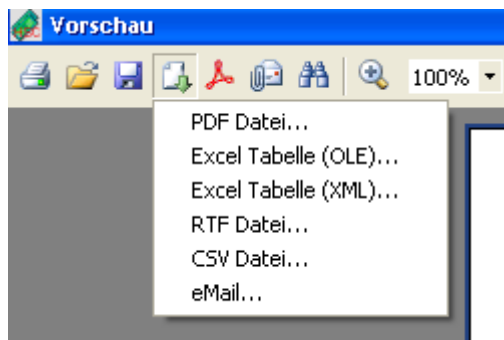 Vorschau
100%
PDF Datei...
Excel Tabelle (OLE)...
Excel Tabelle (XML)...
RTF Datei...
CSV Datei...
eMail...